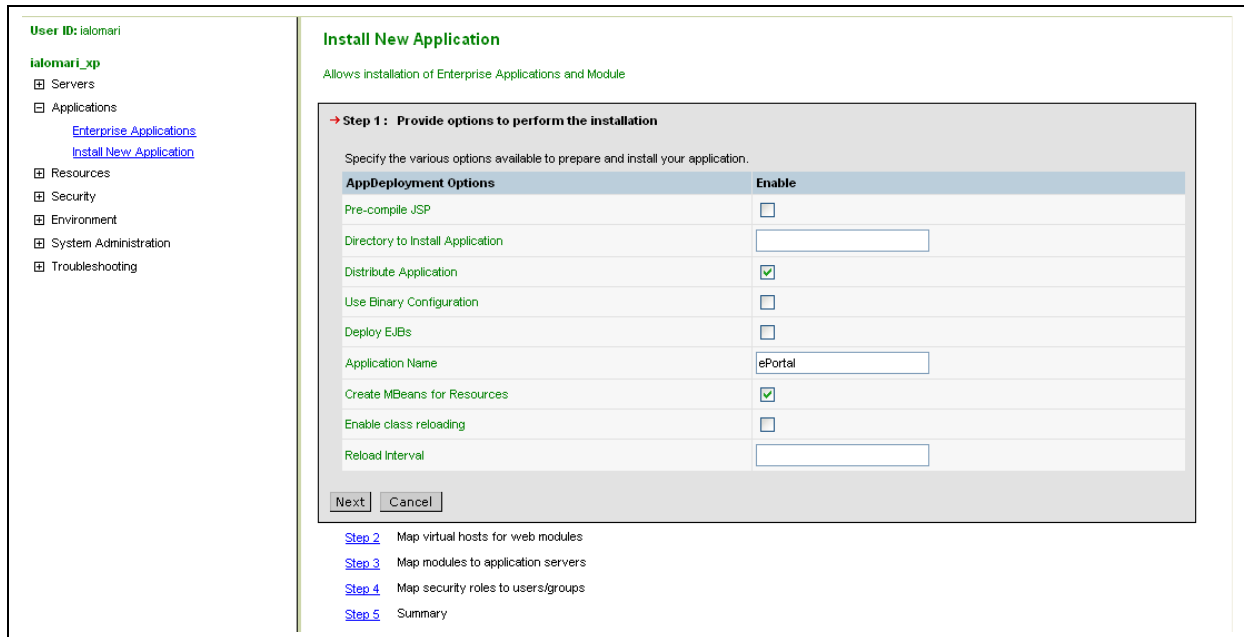 User ID: ialomari
ialomari_xp
Servers
Applications
Enterprise Applications
Install New Application
Resources
Security
Environment
System Administration
Troubleshooting
Install New Application
Allows installation of Enterprise Applications and Module
Step 1 : Provide options to perform the installation
Specify the various options available to prepare and install your application.
AppDeployment Options Enable
Pre-compile JSP
Directory to Install Application
Distribute Application
Use Binary Configuration
Deploy EJBs
Application Name ePortal
Create MBeans for Resources
Enable class reloading
Reload Interval
Next Cancel
Step 2 Map virtual hosts for web modules
Step 3 Map modules to application servers
Step 4 Map security roles to users/groups
Step 5 Summary